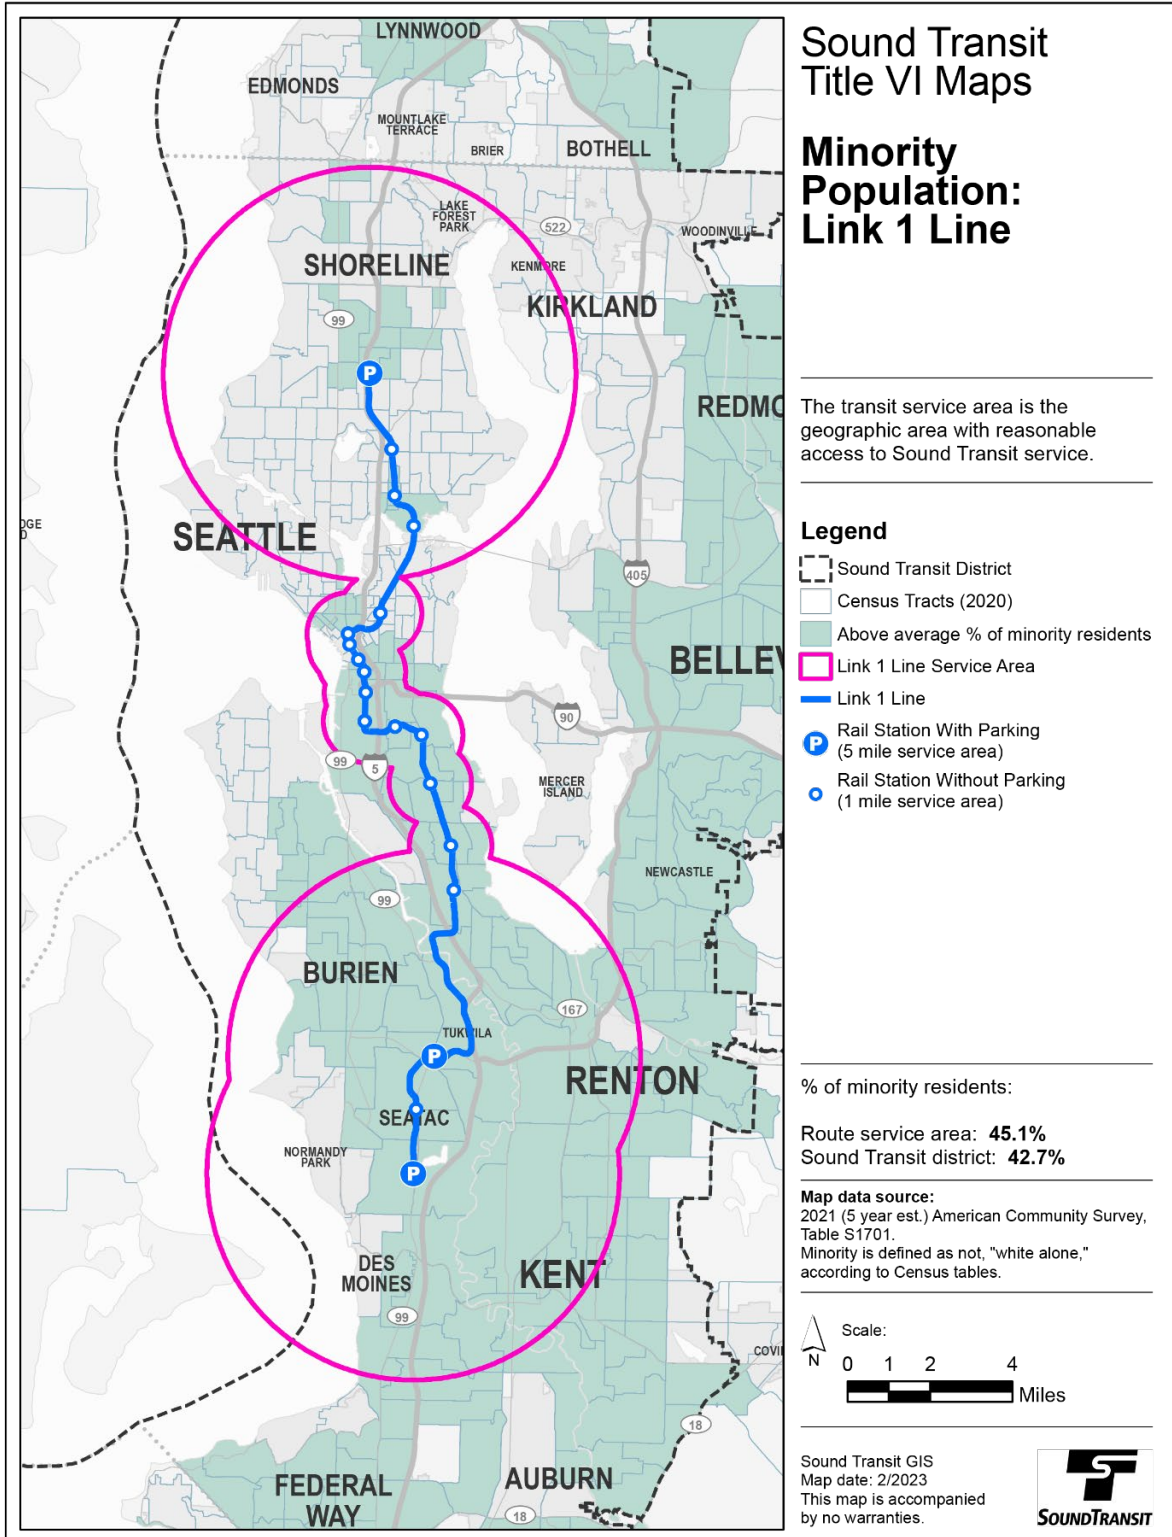 Sound Transit
Title VI Maps
Minority
Population:
Link 1 Line
The transit service area is the
geographic area with reasonable
access to Sound Transit service.
Legend
Sound Transit District
Census Tracts (2020)
Above average % of minority residents
Link 1 Line Service Area
Link 1 Line
P
Rail Station With Parking
(5 mile service area)
Rail Station Without Parking
(1 mile service area)
% of minority residents:
Route service area: 45.1%
Sound Transit district: 42.7%
Map data source:
2021 (5 year est.) American Community Survey,
Table S1701.
Minority is defined as not, "white alone,"
according to Census tables.
N
Scale:
0 1 2 4
Miles
Sound Transit GIS
Map date: 2/2023
This map is accompanied
by no warranties.
SOUNDTRANSIT
LYNNWOOD
EDMONDS
MOUNTLAKE
TERRACE
BRIER
BOTHELL
LAKE
FOREST
PARK
522
WOODINVILLE
SHORELINE
KENMORE
KIRKLAND
99
P
REDMO
DGE
D
SEATTLE
405
BELLEV
90
99
5
MERCER
ISLAND
NEWCASTLE
99
BURIEN
167
TUKWILA
P
RENTON
SEATAC
NORMANDY
PARK
P
DES
MOINES
KENT
99
COVI
18
FEDERAL
WAY
AUBURN
18